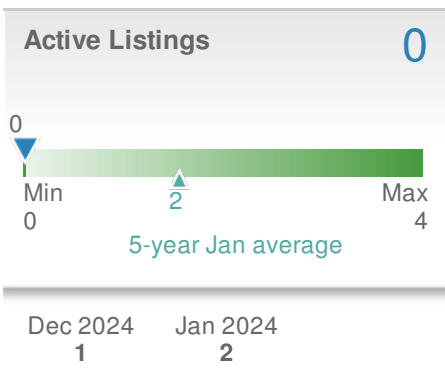 Active Listings 0
0
Min 2 Max
0 4
5-year Jan average
Dec 2024 Jan 2024
1 2